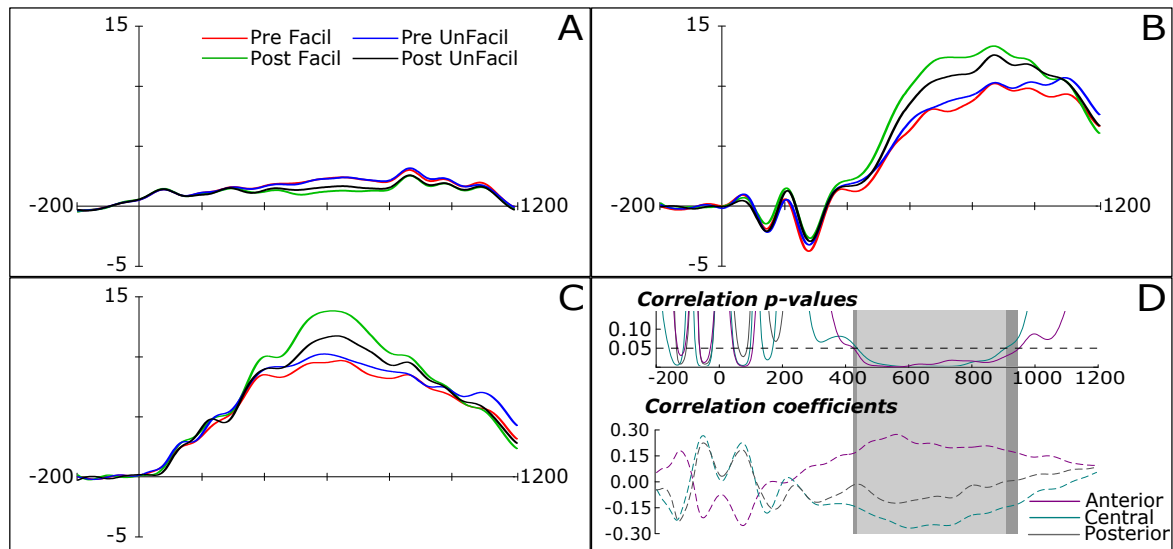 15
A
Pre Facil
Pre UnFacil
Post Facil
Post UnFacil
-200
1200
-5
15
B
-200
1200
-5
15
C
-200
1200
-5
Correlation p-values
D
0.10
0.05
-200 0 200 400 600 800 1000 1200
Correlation coefficients
0.30
0.15
0.00
-0.15
-0.30
Anterior
Central
Posterior